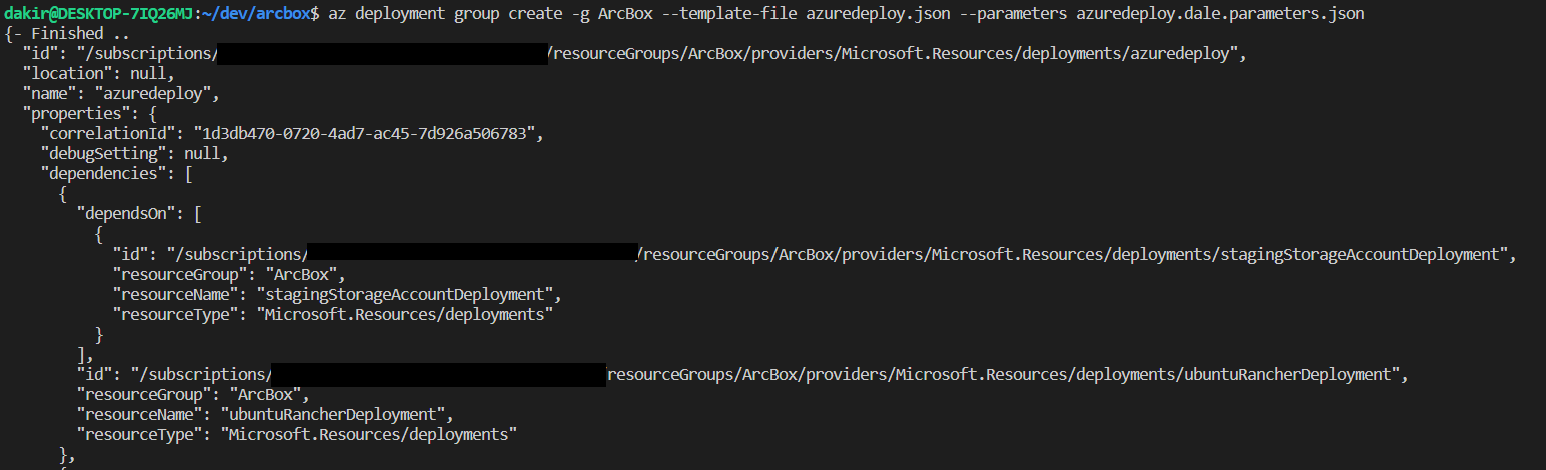 dakir@DESKTOP-7IQ26MJ:~/dev/arcbox$ az deployment group create -g ArcBox --template-file azuredeploy.json --parameters azuredeploy.dale.parameters.json
{- Finished ..
  "id": "/subscriptions/ /resourceGroups/ArcBox/providers/Microsoft.Resources/deployments/azuredeploy",
  "location": null,
  "name": "azuredeploy",
  "properties": {
    "correlationId": "1d3db470-0720-4ad7-ac45-7d926a506783",
    "debugSetting": null,
    "dependencies": [
      {
        "dependsOn": [
          {
            "id": "/subscriptions/ /resourceGroups/ArcBox/providers/Microsoft.Resources/deployments/stagingStorageAccountDeployment",
            "resourceGroup": "ArcBox",
            "resourceName": "stagingStorageAccountDeployment",
            "resourceType": "Microsoft.Resources/deployments"
          }
        ],
        "id": "/subscriptions/ resourceGroups/ArcBox/providers/Microsoft.Resources/deployments/ubuntuRancherDeployment",
        "resourceGroup": "ArcBox",
        "resourceName": "ubuntuRancherDeployment",
        "resourceType": "Microsoft.Resources/deployments"
      },